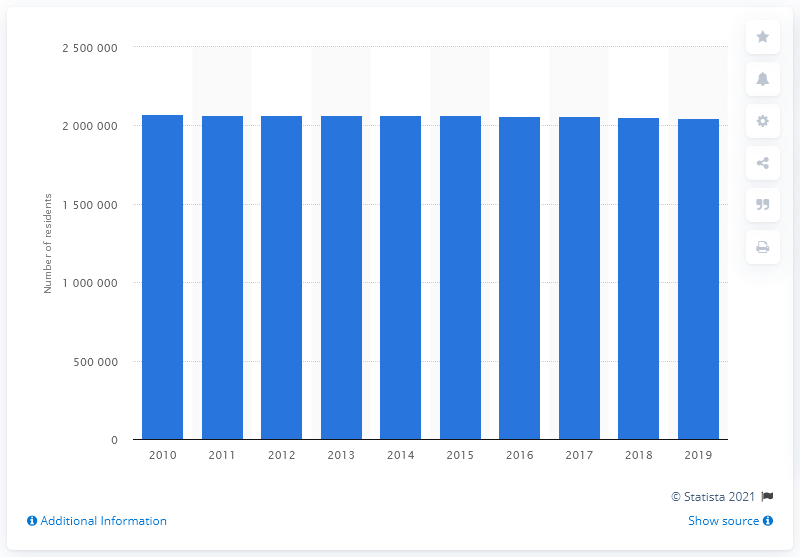 Number of residents
2 500 000
2 000 000
1 500 000
1 000 000
500 000
0
2010 2011 2012 2013 2014 2015 2016 2017 2018 2019
© Statista 2021
Additional Information
Show source